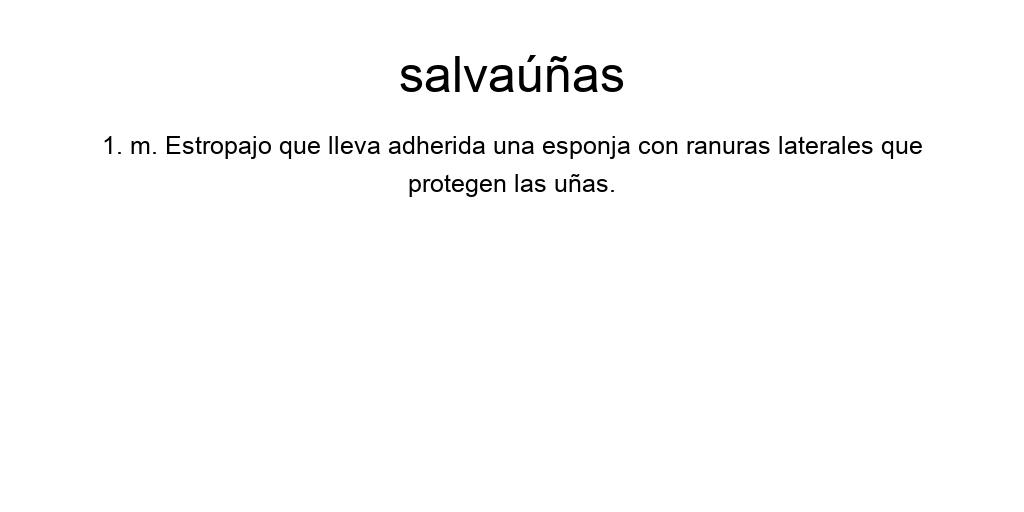 salvaúñas
1. m. Estropajo que lleva adherida una esponja con ranuras laterales que
protegen las uñas.